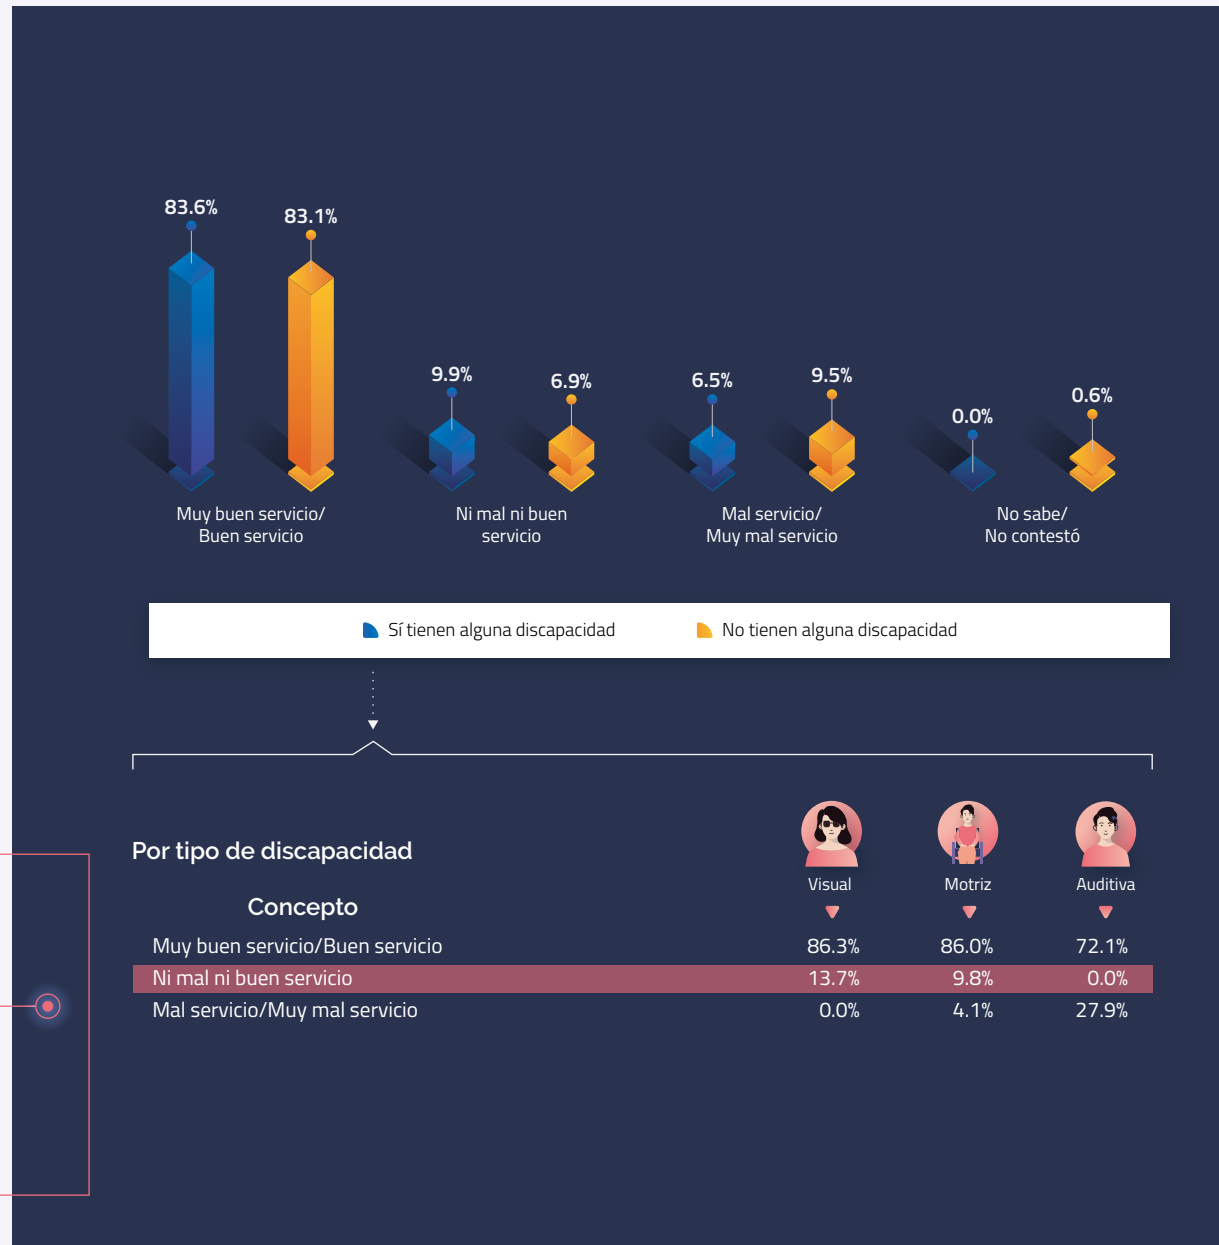 83.6%
83.1%
9.9%
6.9%
6.5%
9.5%
0.0%
0.6%
Muy buen servicio/
Buen servicio
Ni mal ni buen
servicio
Mal servicio/
Muy mal servicio
No sabe/
No contestó
Sí tienen alguna discapacidad
No tienen alguna discapacidad
Por tipo de discapacidad
Visual Motriz Auditiva
Concepto
Muy buen servicio/Buen servicio 86.3% 86.0% 72.1%
Ni mal ni buen servicio 13.7% 9.8% 0.0%
Mal servicio/Muy mal servicio 0.0% 4.1% 27.9%